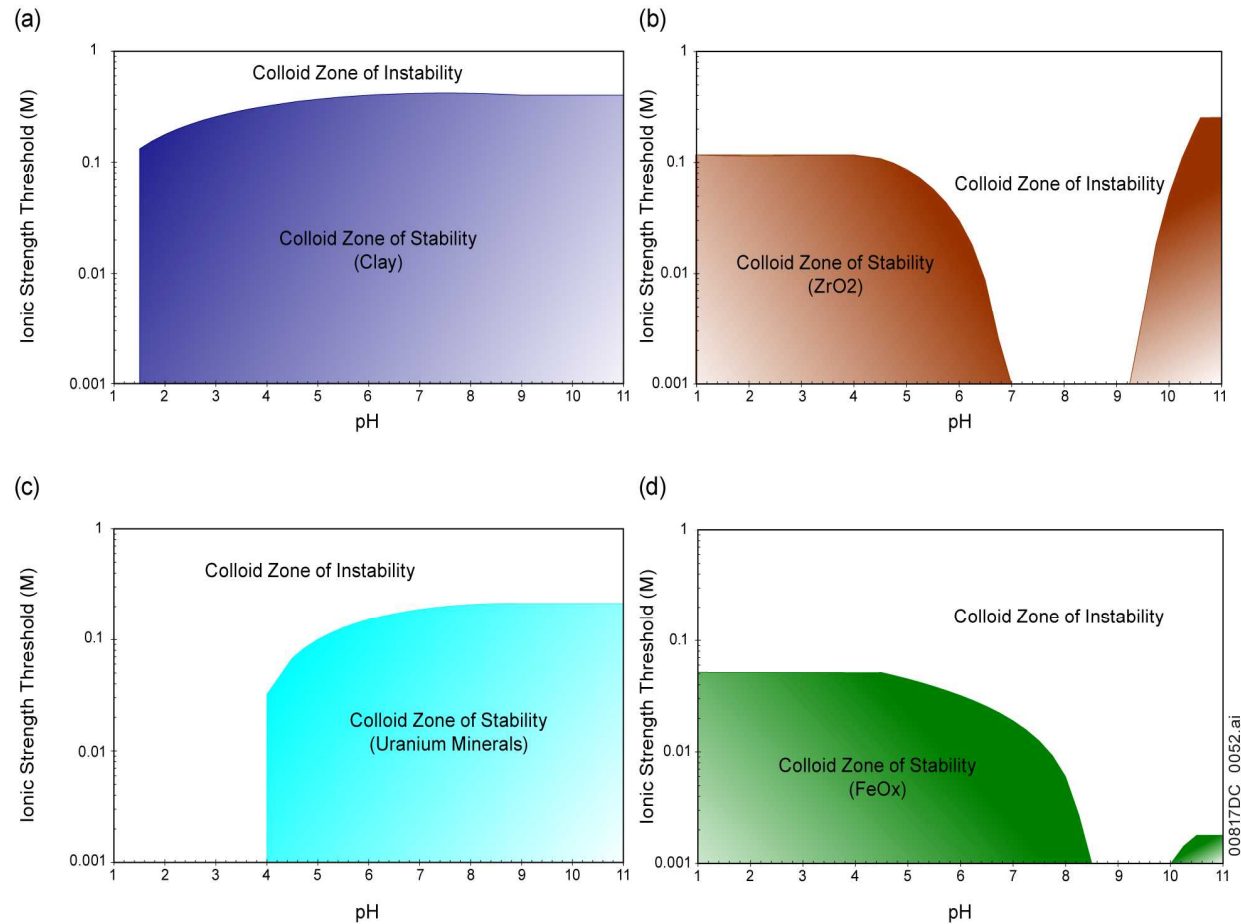 (a)
Ionic Strength Threshold (M)
1
0.1
0.01
0.001
Colloid Zone of Instability
Colloid Zone of Stability
(Clay)
1 2 3 4 5 6 7 8 9 10 11
pH
(b)
Ionic Strength Threshold (M)
1
0.1
0.01
0.001
Colloid Zone of Instability
Colloid Zone of Stability
(ZrO2)
1 2 3 4 5 6 7 8 9 10 11
pH
(c)
Ionic Strength Threshold (M)
1
0.1
0.01
0.001
Colloid Zone of Instability
Colloid Zone of Stability
(Uranium Minerals)
1 2 3 4 5 6 7 8 9 10 11
pH
(d)
Ionic Strength Threshold (M)
1
0.1
0.01
0.001
Colloid Zone of Instability
Colloid Zone of Stability
(FeOx)
1 2 3 4 5 6 7 8 9 10 11
pH
00817DC 0052.ai